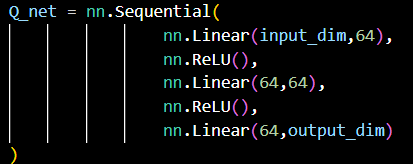 Q_net = nn.Sequential(
nn.Linear(input_dim,64),
nn.ReLU(),
nn.Linear(64,64),
nn.ReLU(),
nn.Linear(64,output_dim)
)